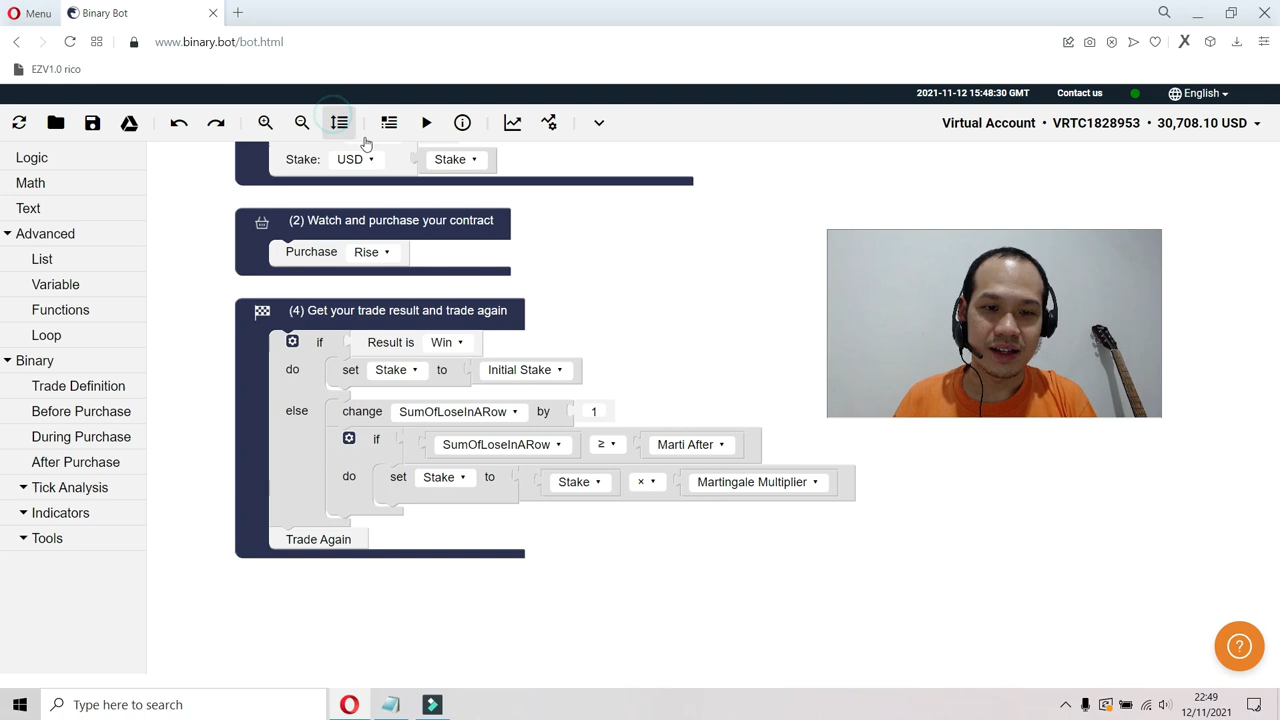 Menu
Binary Bot
www.binary.bot/bot.html
EZV1.0 rico
2021-11-12 15:48:30 GMT
Contact us
English
Virtual Account • VRTC1828953 • 30,708.10 USD
Logic
Math
Text
Advanced
List
Variable
Functions
Loop
Binary
Trade Definition
Before Purchase
During Purchase
After Purchase
Tick Analysis
Indicators
Tools
Stake: USD Stake
(2) Watch and purchase your contract
Purchase Rise
(4) Get your trade result and trade again
if Result is Win
do set Stake to Initial Stake
else change SumOfLoseInARow by 1
if SumOfLoseInARow ≥ Marti After
do set Stake to Stake × Martingale Multiplier
Trade Again
?
Type here to search
22:49
12/11/2021